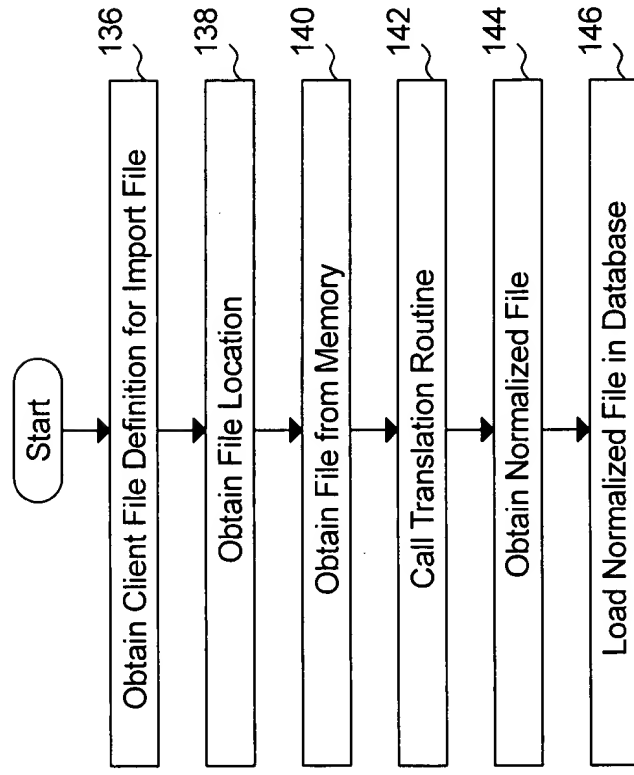 Start
Obtain Client File Definition for Import File
136
Obtain File Location
138
Obtain File from Memory
140
Call Translation Routine
142
Obtain Normalized File
144
Load Normalized File in Database
146